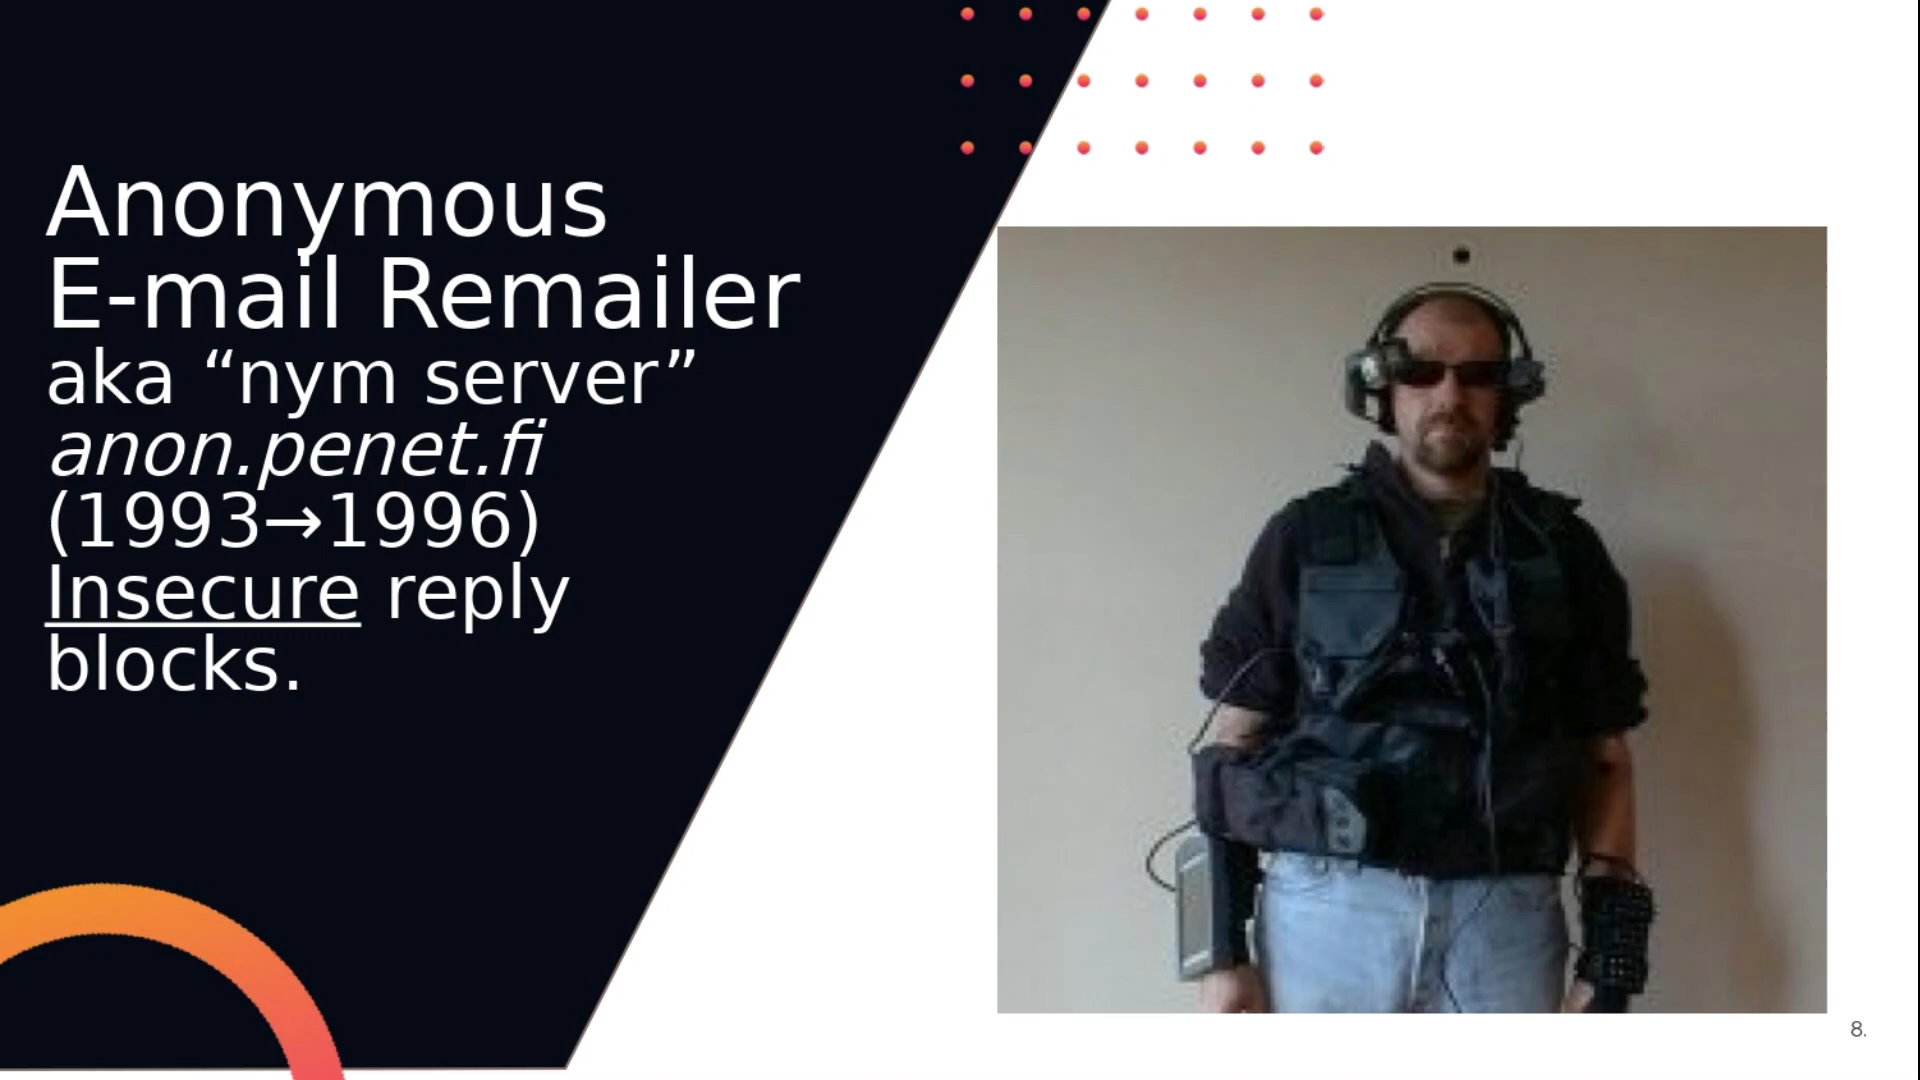 Anonymous
E-mail Remailer
aka “nym server”
anon.penet.fi
(1993→1996)
Insecure reply
blocks.
8.